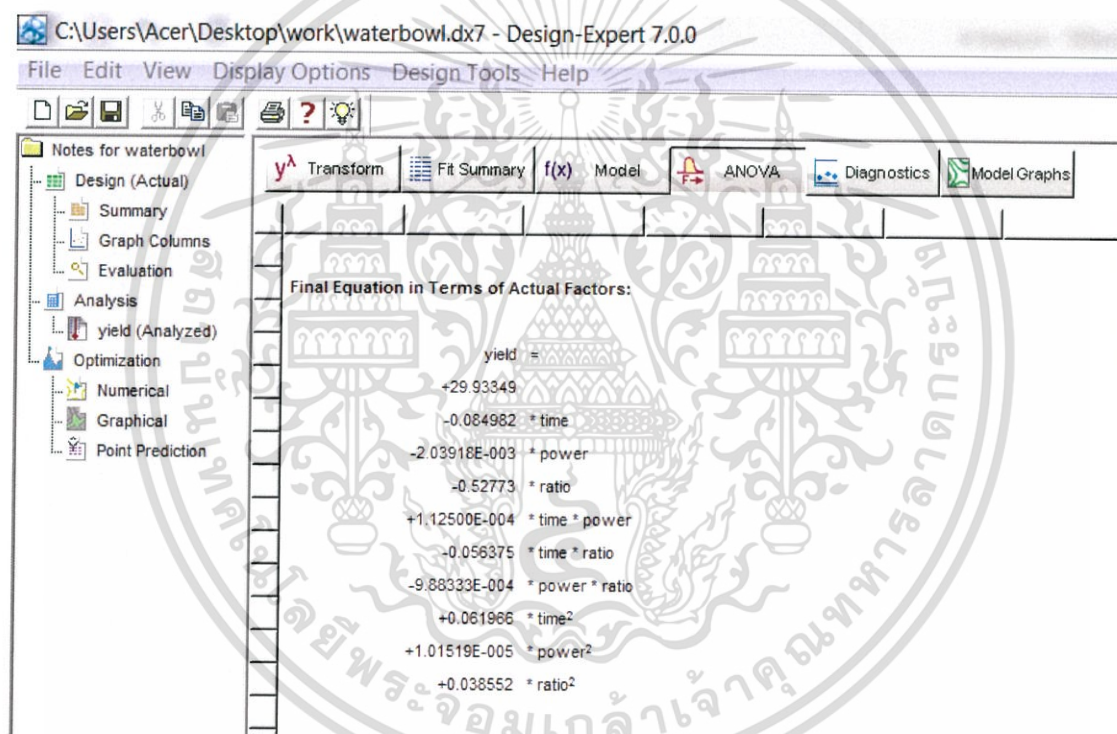 C:\Users\Acer\Desktop\work\waterbowl.dx7 - Design-Expert 7.0.0
File Edit View Display Options Design Tools Help
Notes for waterbowl
Design (Actual)
Summary
Graph Columns
Evaluation
Analysis
yield (Analyzed)
Optimization
Numerical
Graphical
Point Prediction
yλ Transform Fit Summary f(x) Model ANOVA Diagnostics Model Graphs
Final Equation in Terms of Actual Factors:
yield =
+29.93349
-0.084982 * time
-2.03918E-003 * power
-0.52773 * ratio
+1.12500E-004 * time * power
-0.056375 * time * ratio
-9.88333E-004 * power * ratio
+0.061966 * time²
+1.01519E-005 * power²
+0.038552 * ratio²